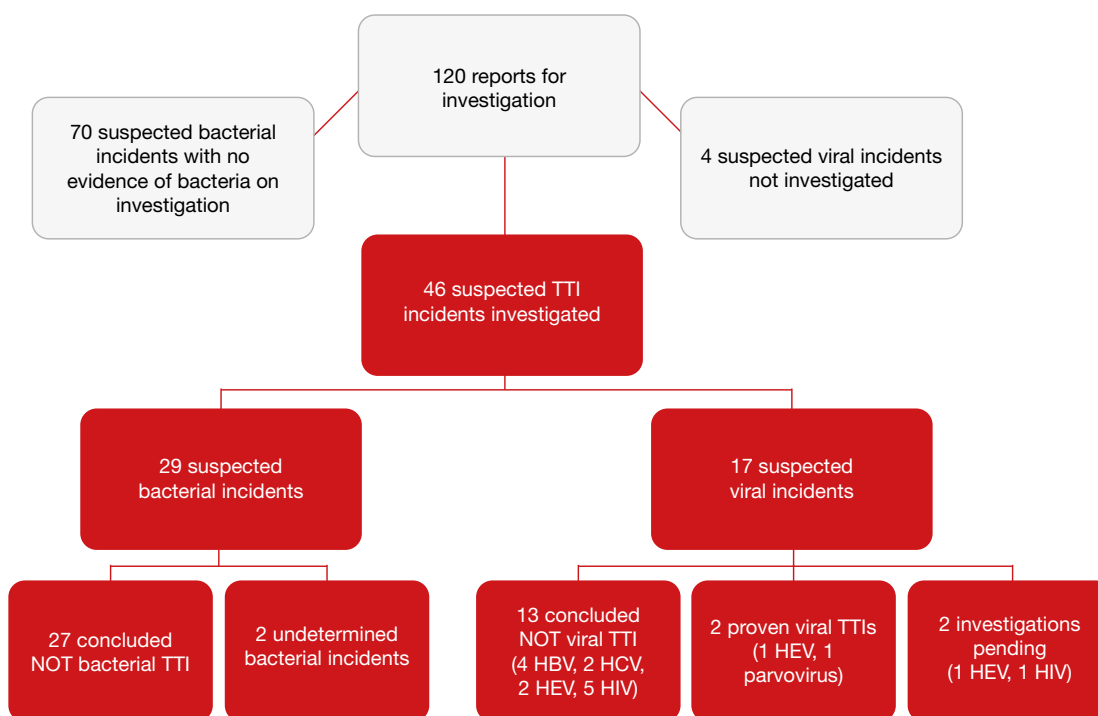 120 reports for
investigation
70 suspected bacterial
incidents with no
evidence of bacteria on
investigation
4 suspected viral incidents
not investigated
46 suspected TTI
incidents investigated
29 suspected
bacterial incidents
17 suspected
viral incidents
27 concluded
NOT bacterial TTI
2 undetermined
bacterial incidents
13 concluded
NOT viral TTI
(4 HBV, 2 HCV,
2 HEV, 5 HIV)
2 proven viral TTIs
(1 HEV, 1
parvovirus)
2 investigations
pending
(1 HEV, 1 HIV)